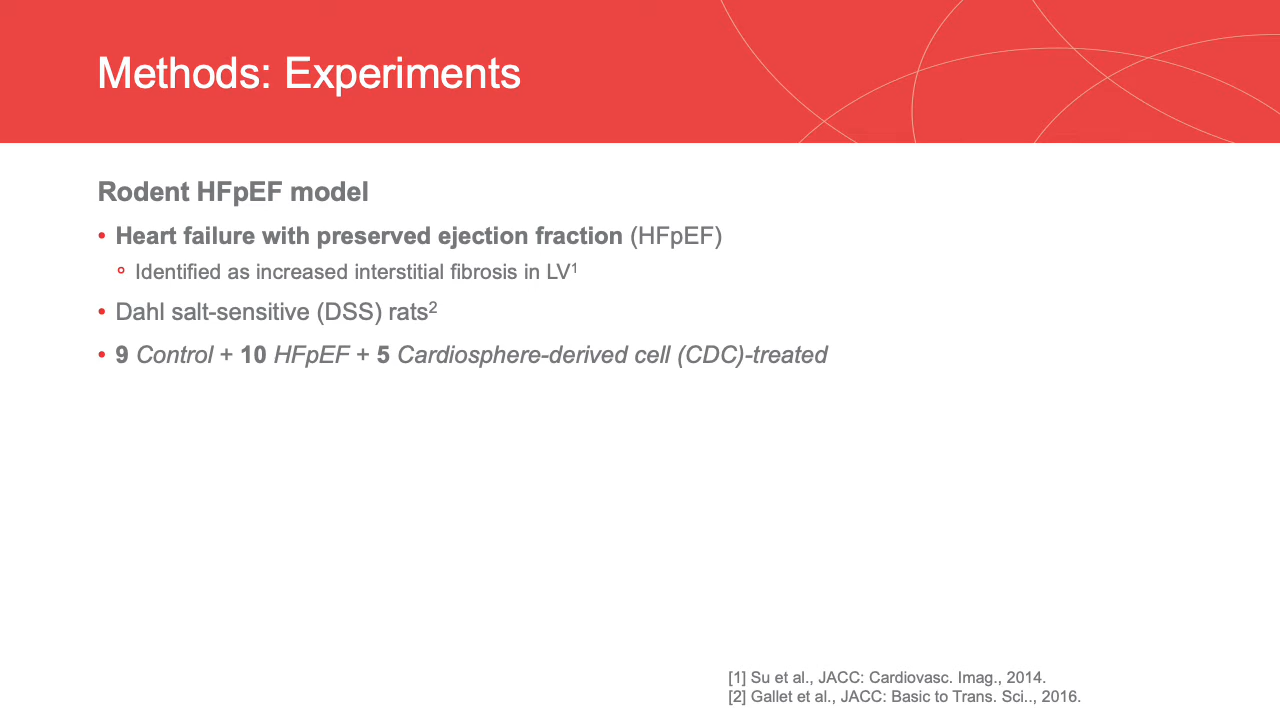 Methods: Experiments
Rodent HFpEF model
• Heart failure with preserved ejection fraction (HFpEF)
Identified as increased interstitial fibrosis in LV¹
• Dahl salt-sensitive (DSS) rats²
• 9 Control + 10 HFpEF + 5 Cardiosphere-derived cell (CDC)-treated
[1] Su et al., JACC: Cardiovasc. Imag., 2014.
[2] Gallet et al., JACC: Basic to Trans. Sci.., 2016.